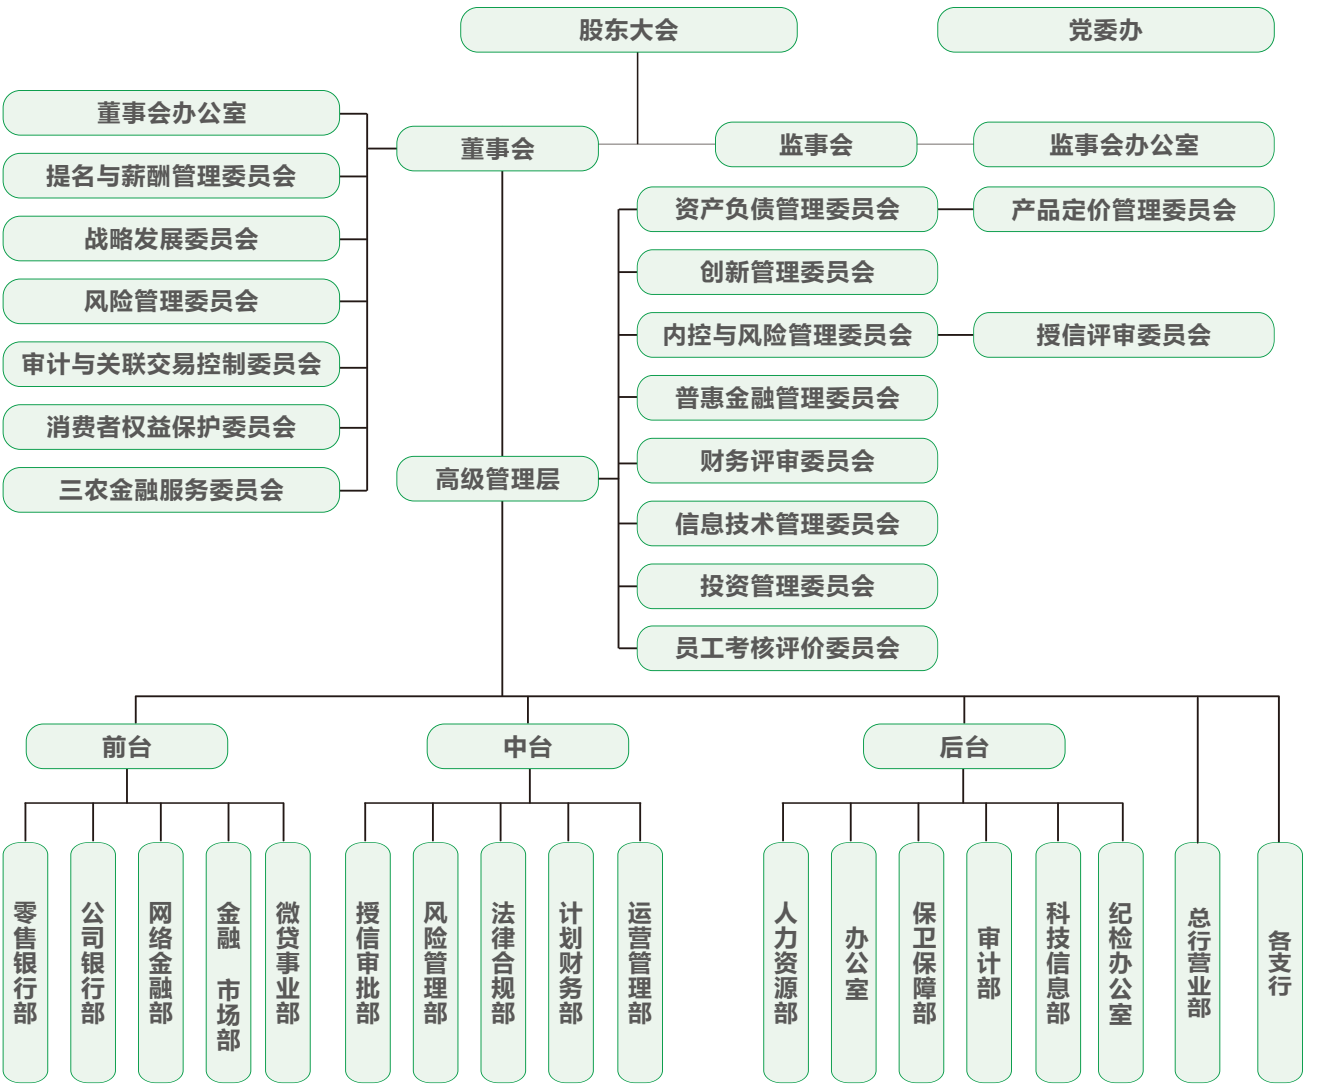 股东大会
党委办
董事会办公室
董事会
监事会
监事会办公室
提名与薪酬管理委员会
战略发展委员会
风险管理委员会
审计与关联交易控制委员会
消费者权益保护委员会
三农金融服务委员会
资产负债管理委员会
产品定价管理委员会
创新管理委员会
内控与风险管理委员会
授信评审委员会
普惠金融管理委员会
财务评审委员会
高级管理层
信息技术管理委员会
投资管理委员会
员工考核评价委员会
前台
中台
后台
零售银行部
公司银行部
网络金融部
金融 市场部
微贷事业部
授信审批部
风险管理部
法律合规部
计划财务部
运营管理部
人力资源部
办公室
保卫保障部
审计部
科技信息部
纪检办公室
总行营业部
各支行